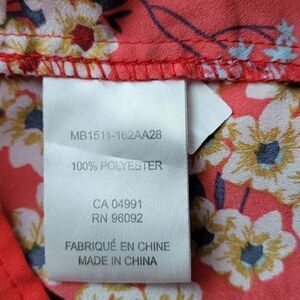 MB1511-162AA28
100% POLYESTER
CA 04991
RN 96092
FABRIQUÉ EN CHINE
MADE IN CHINA